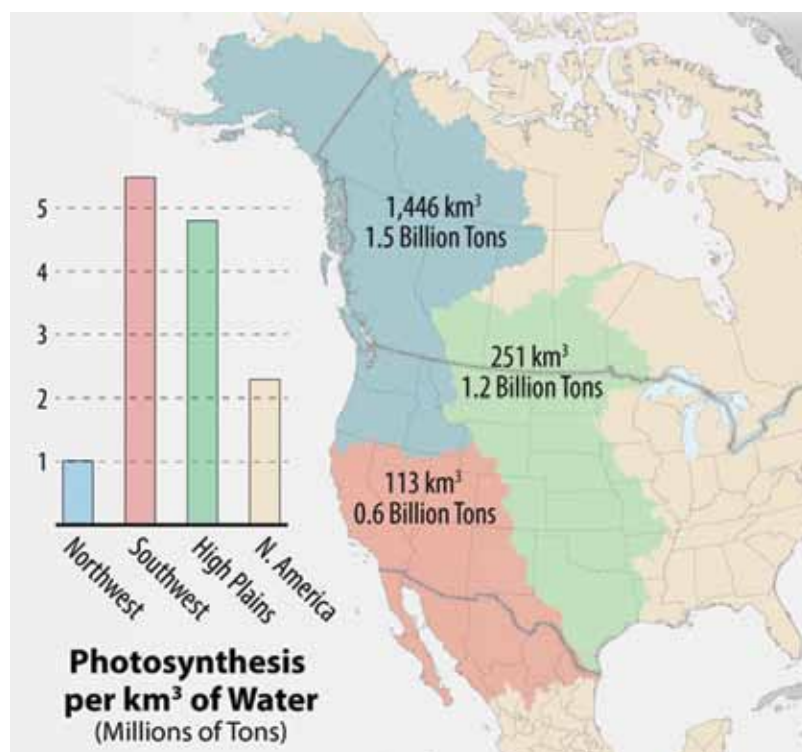 1,446 km³
1.5 Billion Tons
251 km³
1.2 Billion Tons
113 km³
0.6 Billion Tons
5
4
3
2
1
Northwest
Southwest
High Plains
N. America
Photosynthesis
per km³ of Water
(Millions of Tons)